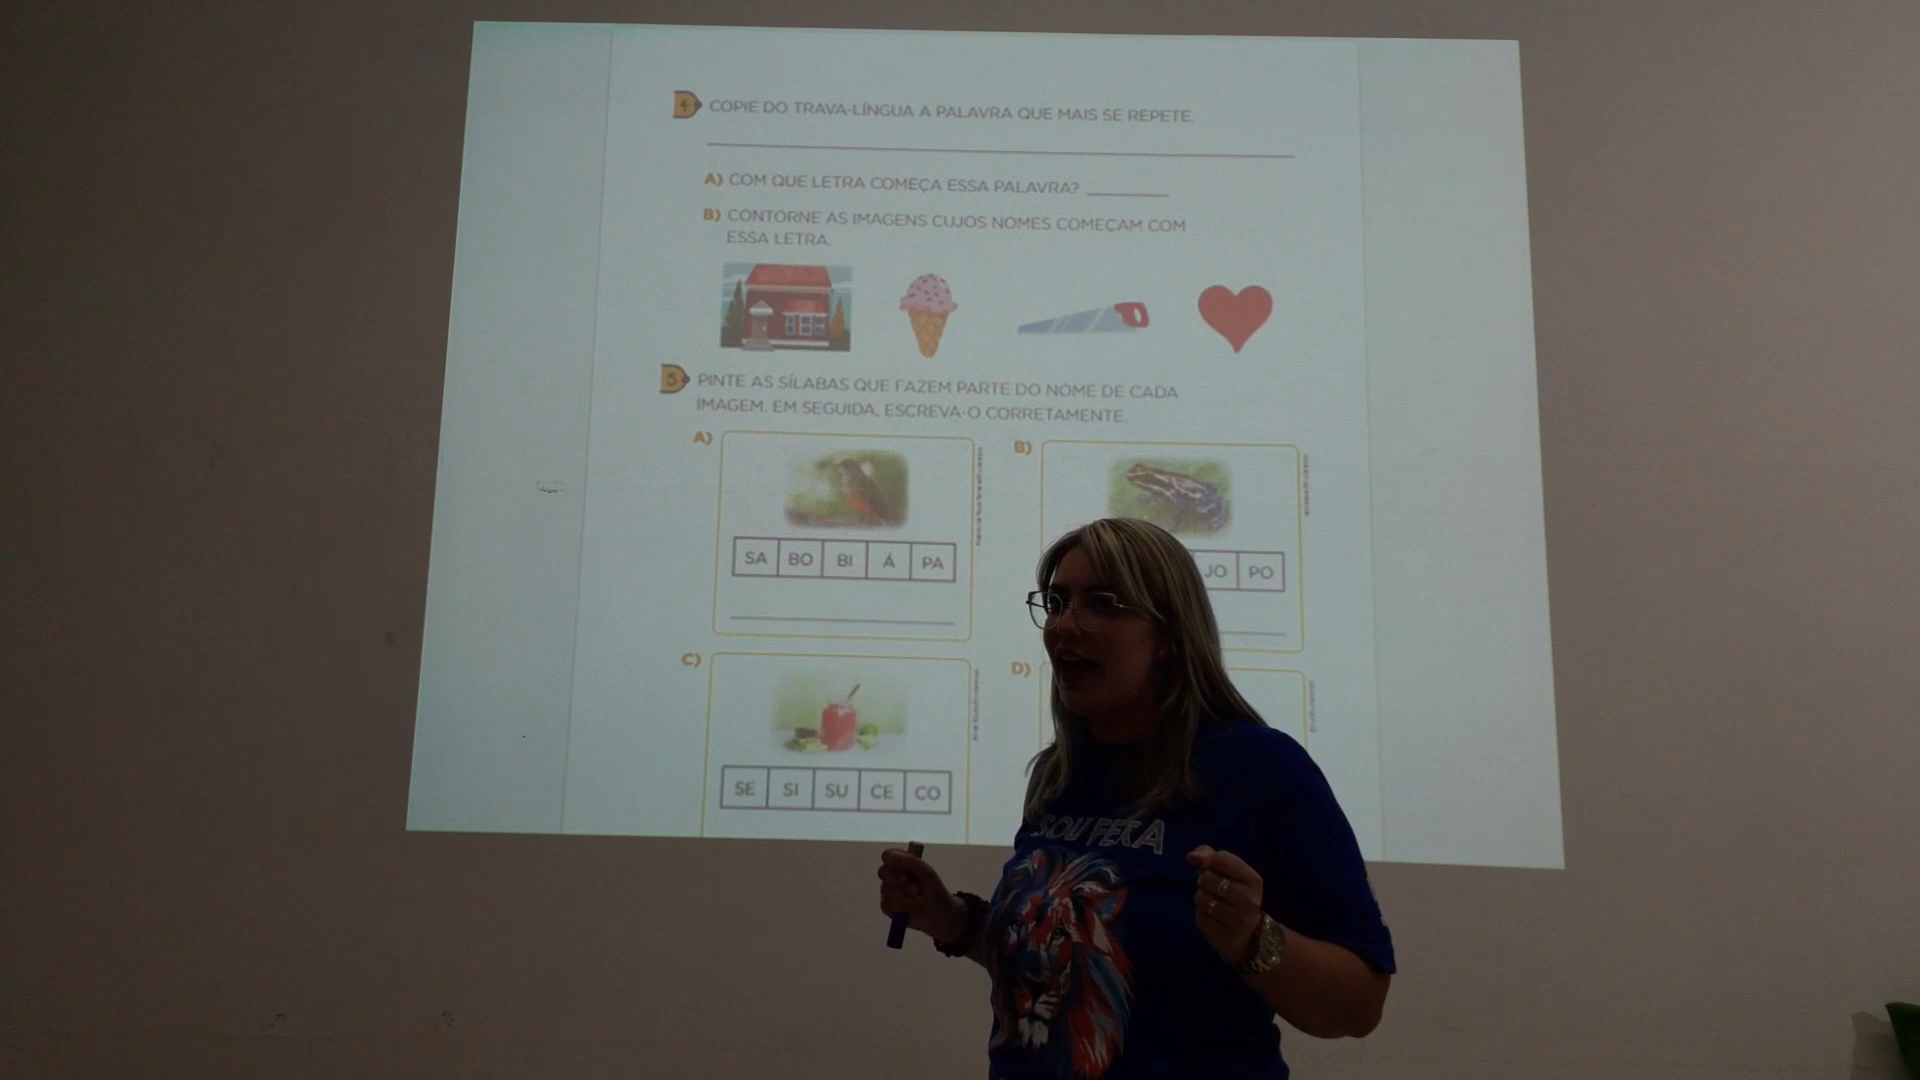 4 COPIE DO TRAVA-LÍNGUA A PALAVRA QUE MAIS SE REPETE.
A) COM QUE LETRA COMEÇA ESSA PALAVRA?
B) CONTORNE AS IMAGENS CUJOS NOMES COMEÇAM COM
ESSA LETRA.
5 PINTE AS SÍLABAS QUE FAZEM PARTE DO NOME DE CADA
IMAGEM. EM SEGUIDA, ESCREVA-O CORRETAMENTE.
A)
SA BO BI Á PA
B)
JO PO
C)
SE SI SU CE CO
D)
SOU FERA